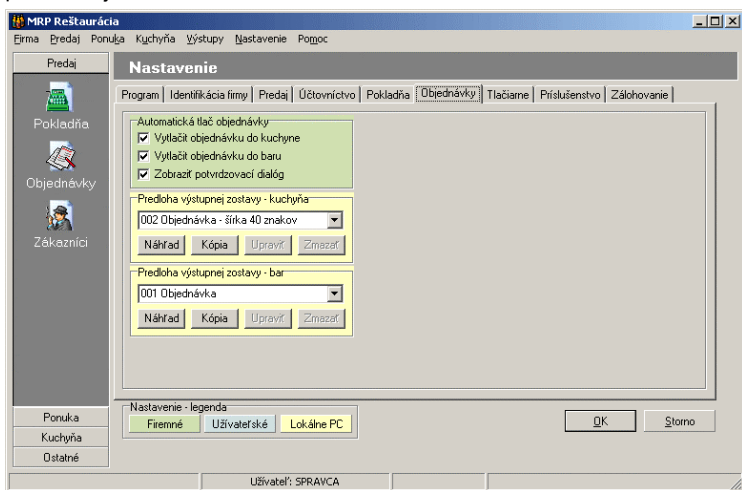 MRP Reštaurácia
Firma Predaj Ponuka Kuchyňa Výstupy Nastavenie Pomoc
Predaj
Nastavenie
Program Identifikácia firmy Predaj Účtovníctvo Pokladňa Objednávky Tlačiarne Príslušenstvo Zálohovanie
Pokladňa
Objednávky
Zákazníci
Automatická tlač objednávky
Vytlačiť objednávku do kuchyne
Vytlačiť objednávku do baru
Zobraziť potvrdzovací dialóg
Predloha výstupnej zostavy - kuchyňa
002 Objednávka - šírka 40 znakov
Náhľad Kópia Upraviť Zmazať
Predloha výstupnej zostavy - bar
001 Objednávka
Náhľad Kópia Upraviť Zmazať
Nastavenie - legenda
Firemné Užívateľské Lokálne PC
OK Storno
Ponuka
Kuchyňa
Ostatné
Užívateľ: SPRAVCA